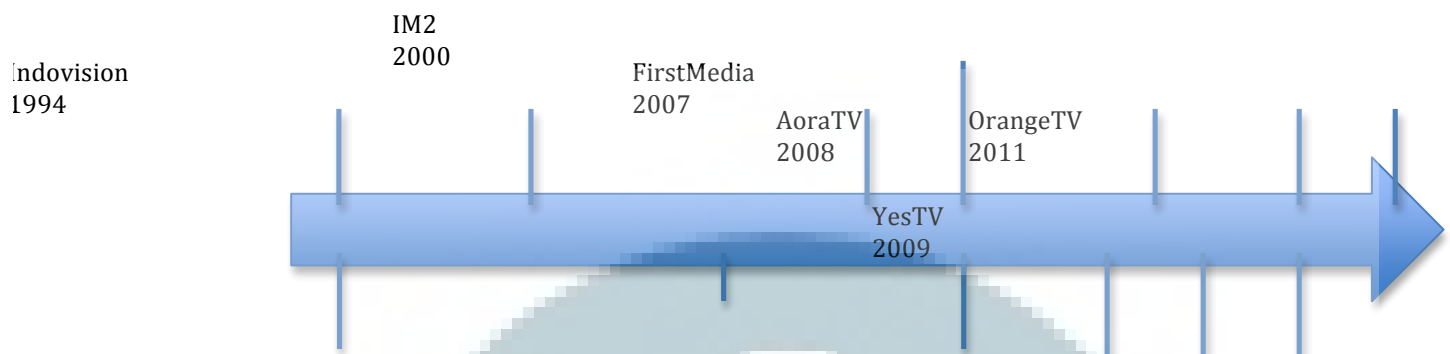 IM2
2000
Indovision
1994
FirstMedia
2007
AoraTV
2008
OrangeTV
2011
YesTV
2009